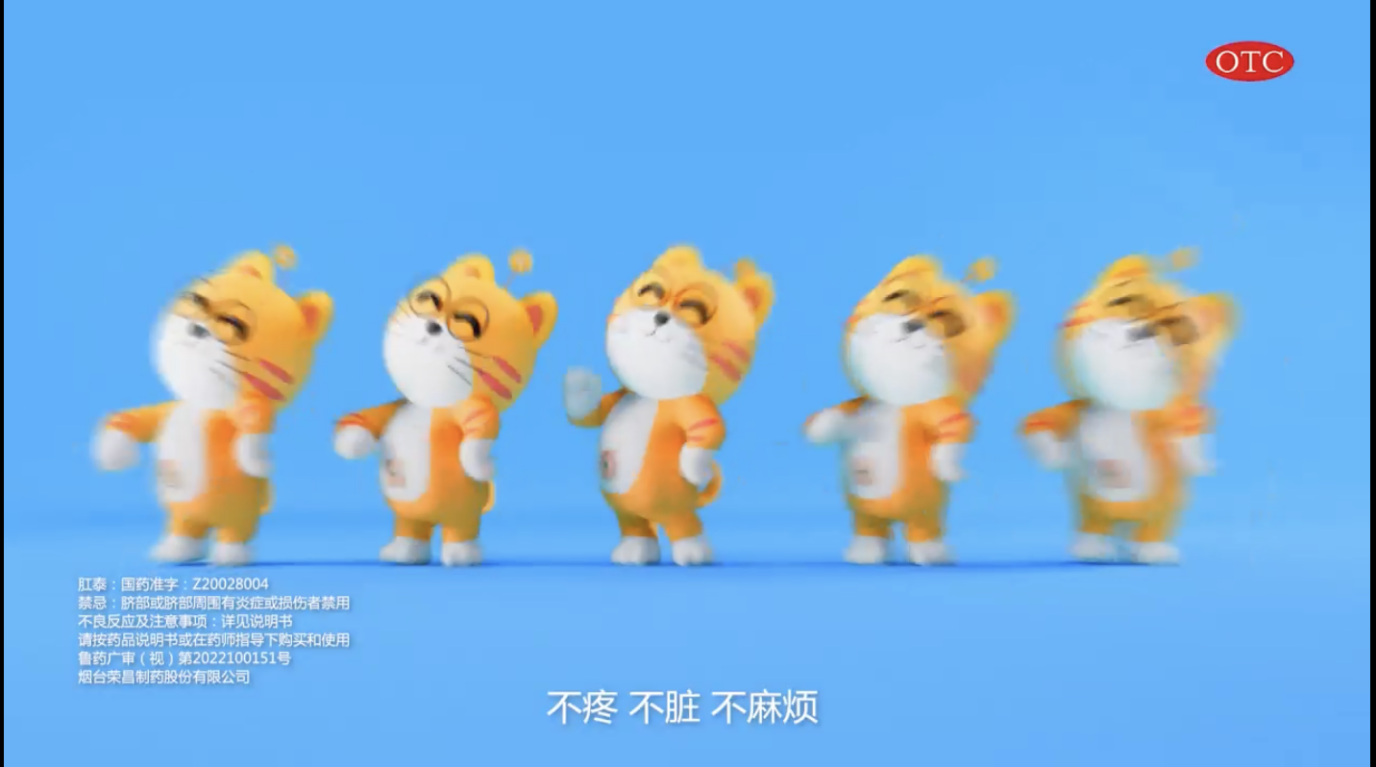 OTC
肛泰：国药准字：Z20028004
禁忌：脐部或脐部周围有炎症或损伤者禁用
不良反应及注意事项：详见说明书
请按药品说明书或在药师指导下购买和使用
鲁药广审（视）第2022100151号
烟台荣昌制药股份有限公司
不疼 不脏 不麻烦